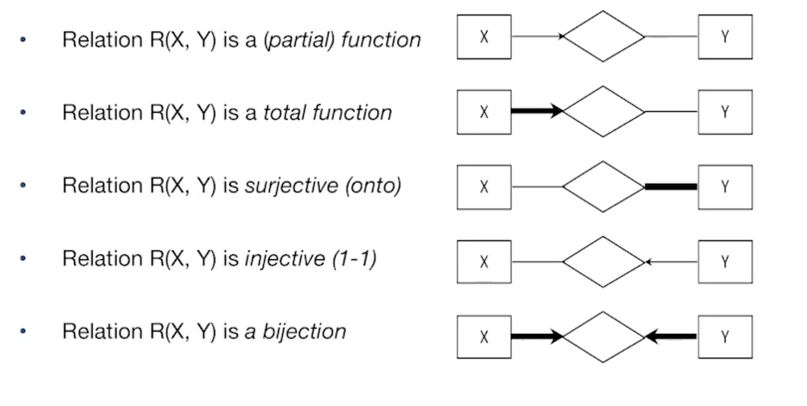 • Relation R(X, Y) is a (partial) function X Y
• Relation R(X, Y) is a total function X Y
• Relation R(X, Y) is surjective (onto) X Y
• Relation R(X, Y) is injective (1-1) X Y
• Relation R(X, Y) is a bijection X Y